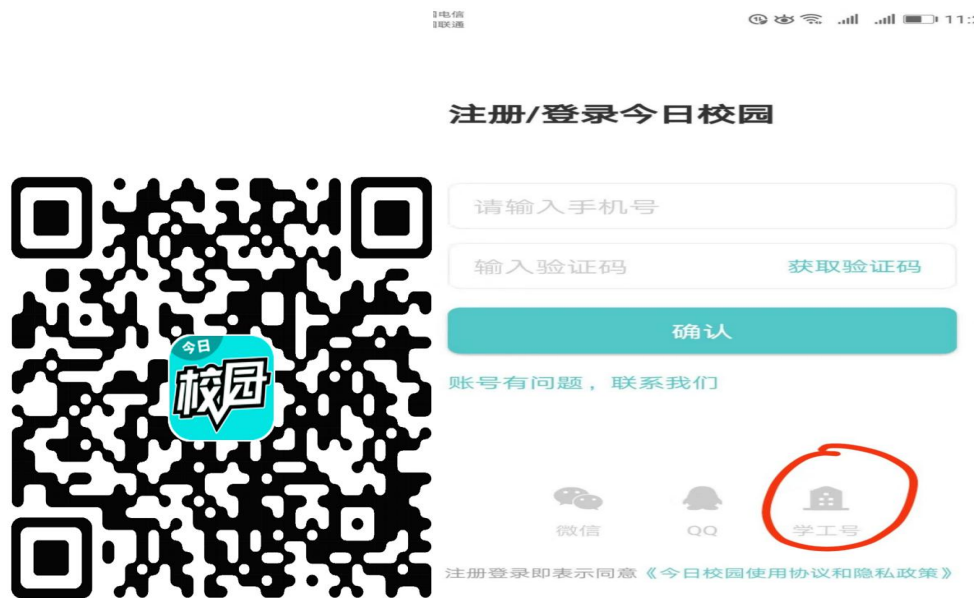 电信
联通
11:
注册/登录今日校园
请输入手机号
输入验证码 获取验证码
今日
校园
确认
账号有问题，联系我们
微信 QQ 学工号
注册登录即表示同意《今日校园使用协议和隐私政策》